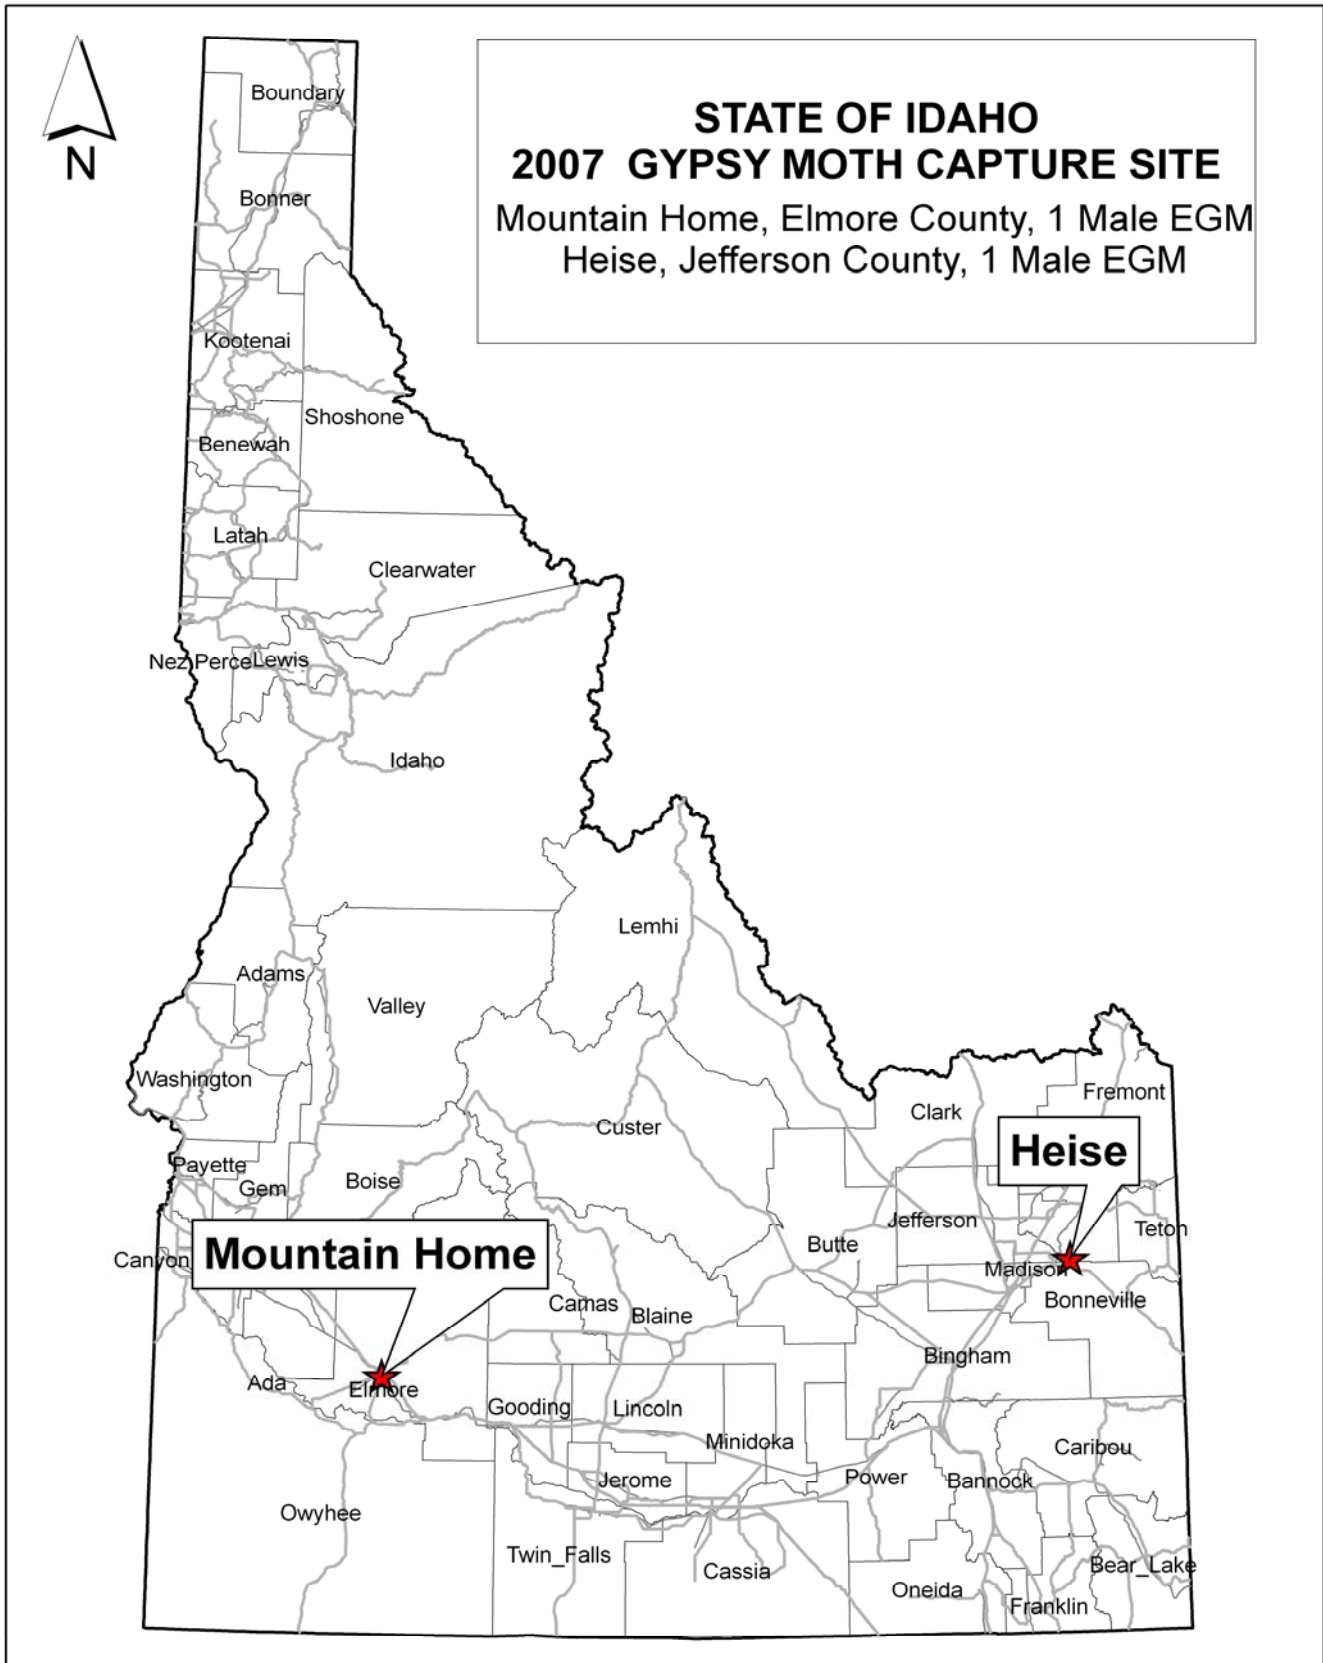 N
STATE OF IDAHO
2007 GYPSY MOTH CAPTURE SITE
Mountain Home, Elmore County, 1 Male EGM
Heise, Jefferson County, 1 Male EGM
Boundary
Bonner
Kootenai
Shoshone
Benewah
Latah
Clearwater
Nez Perce
Lewis
Idaho
Lemhi
Adams
Valley
Washington
Fremont
Clark
Custer
Heise
Payette
Gem
Boise
Jefferson
Teton
Butte
Mountain Home
Canyon
Madison
Camas
Blaine
Bonneville
Bingham
Ada
Elmore
Gooding
Lincoln
Minidoka
Caribou
Jerome
Power
Bannock
Owyhee
Twin_Falls
Cassia
Bear_Lake
Oneida
Franklin